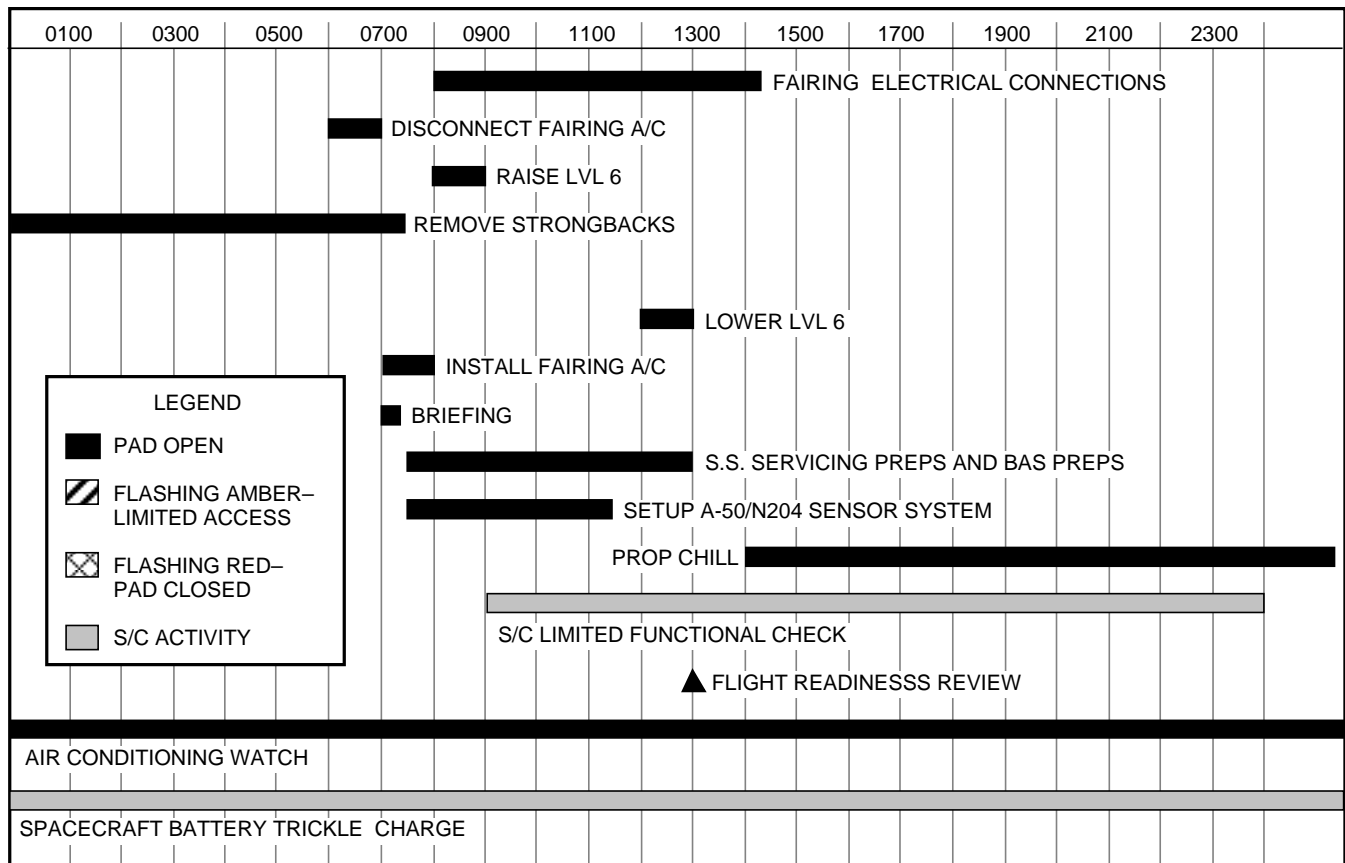 0100 0300 0500 0700 0900 1100 1300 1500 1700 1900 2100 2300
FAIRING ELECTRICAL CONNECTIONS
DISCONNECT FAIRING A/C
RAISE LVL 6
REMOVE STRONGBACKS
LOWER LVL 6
INSTALL FAIRING A/C
BRIEFING
S.S. SERVICING PREPS AND BAS PREPS
SETUP A-50/N204 SENSOR SYSTEM
PROP CHILL
S/C LIMITED FUNCTIONAL CHECK
FLIGHT READINESSS REVIEW
AIR CONDITIONING WATCH
SPACECRAFT BATTERY TRICKLE CHARGE
LEGEND
PAD OPEN
FLASHING AMBER–
LIMITED ACCESS
FLASHING RED–
PAD CLOSED
S/C ACTIVITY